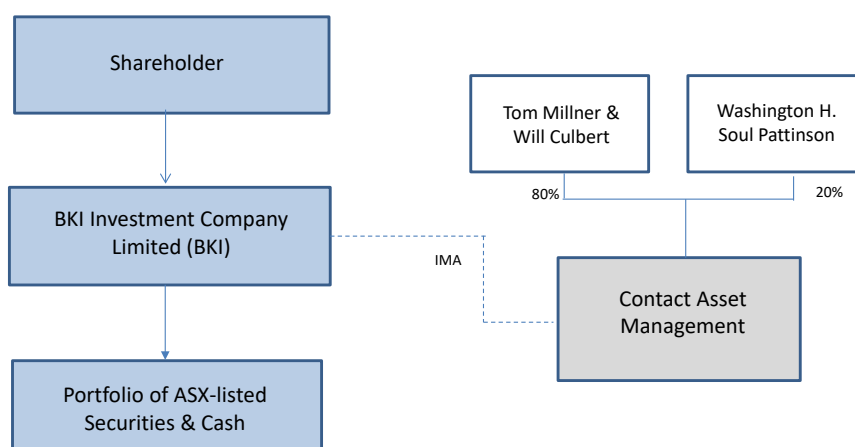 Shareholder
Tom Millner &
Will Culbert
Washington H.
Soul Pattinson
80%
20%
BKI Investment Company
Limited (BKI)
IMA
Contact Asset
Management
Portfolio of ASX-listed
Securities & Cash